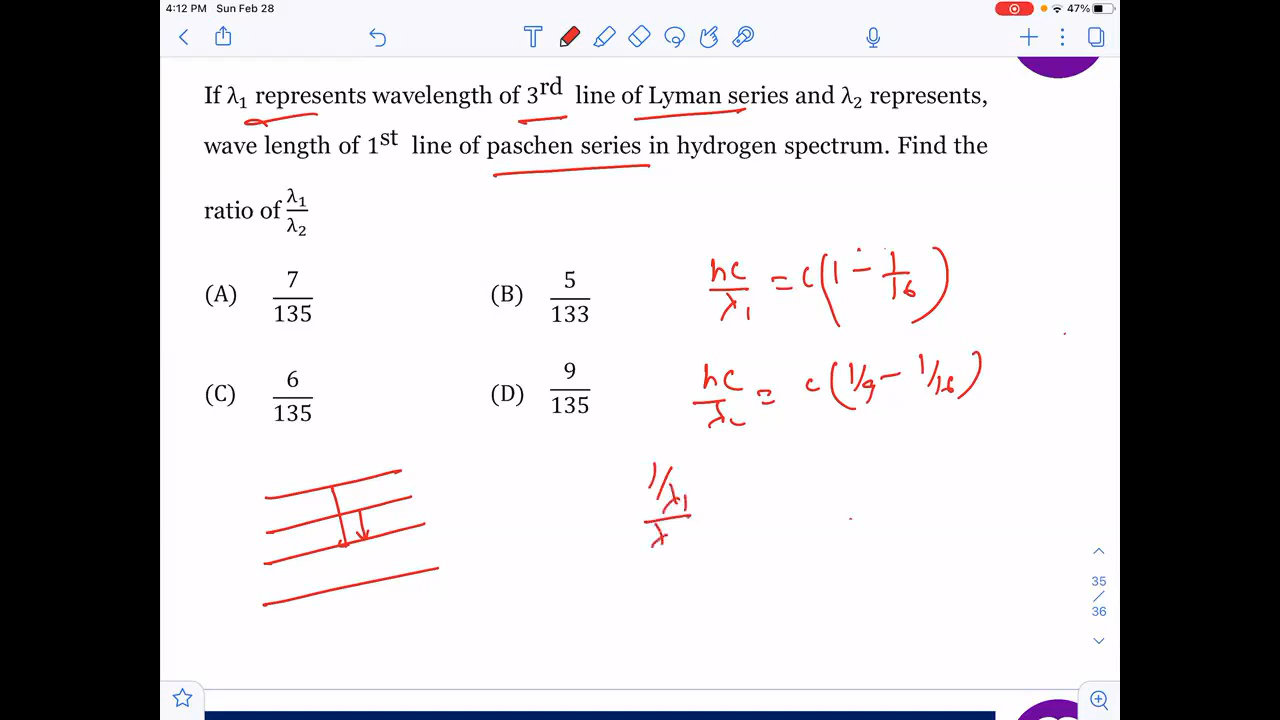 4:12 PM Sun Feb 28
47%
If λ₁ represents wavelength of 3rd line of Lyman series and λ₂ represents,
wave length of 1st line of paschen series in hydrogen spectrum. Find the
ratio of λ₁/λ₂
(A) 7/135 (B) 5/133
(C) 6/135 (D) 9/135
hc/λ₁ = c(1 - 1/16)
hc/λ₂ = c(1/9 - 1/16)
1/λ₁
λ
35
/
36